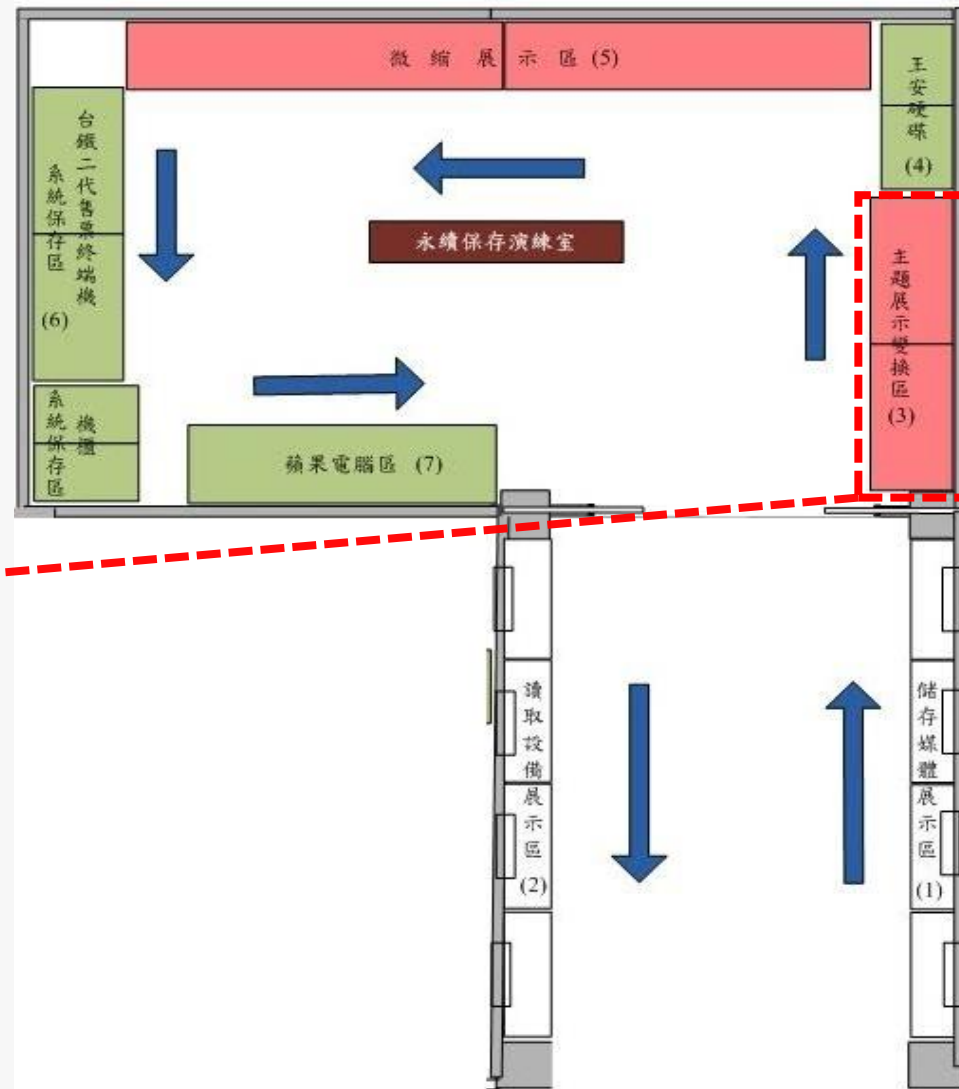 微縮展示區 (5)
王安硬碟
(4)
台鐵二代售票終端機
系統保存區
(6)
永續保存演練室
主題展示變換區
(3)
機櫃
系統保存區
蘋果電腦區 (7)
讀取設備展示區
(2)
儲存媒體展示區
(1)